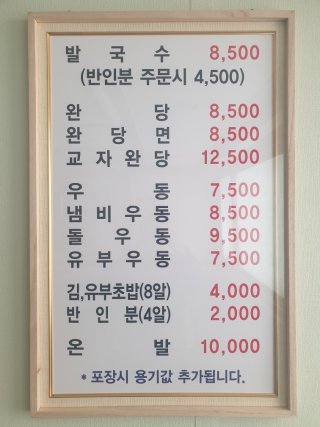 발국수 8,500
(반인분 주문시 4,500)
완당 8,500
완당면 8,500
교자완당 12,500
우동 7,500
냄비우동 8,500
돌우동 9,500
유부우동 7,500
김,유부초밥(8알) 4,000
반인분(4알) 2,000
온발 10,000
* 포장시 용기값 추가됩니다.